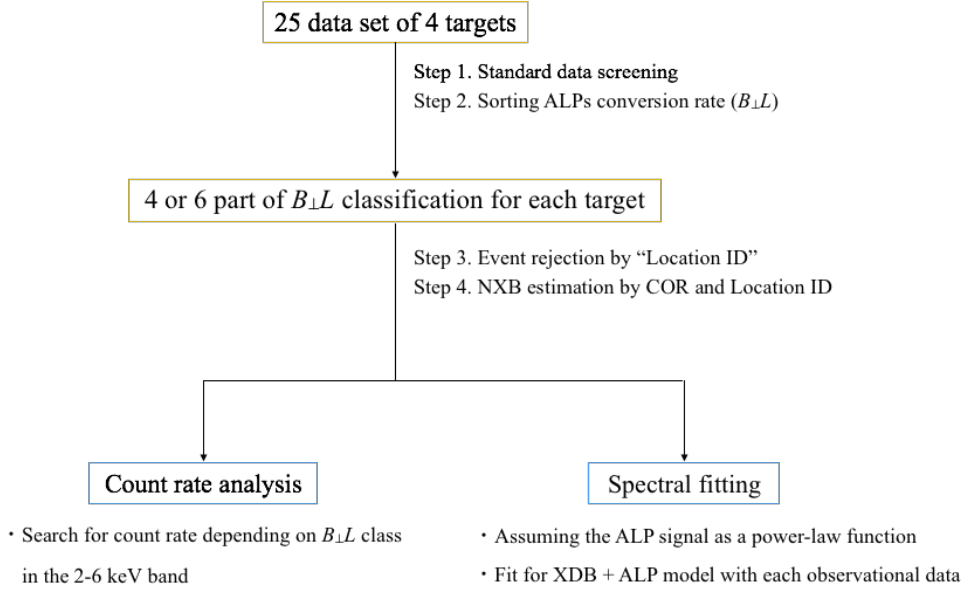 25 data set of 4 targets
Step 1. Standard data screening
Step 2. Sorting ALPs conversion rate (B⊥L)
4 or 6 part of B⊥L classification for each target
Step 3. Event rejection by “Location ID”
Step 4. NXB estimation by COR and Location ID
Count rate analysis
・Search for count rate depending on B⊥L class
in the 2-6 keV band
Spectral fitting
・Assuming the ALP signal as a power-law function
・Fit for XDB + ALP model with each observational data